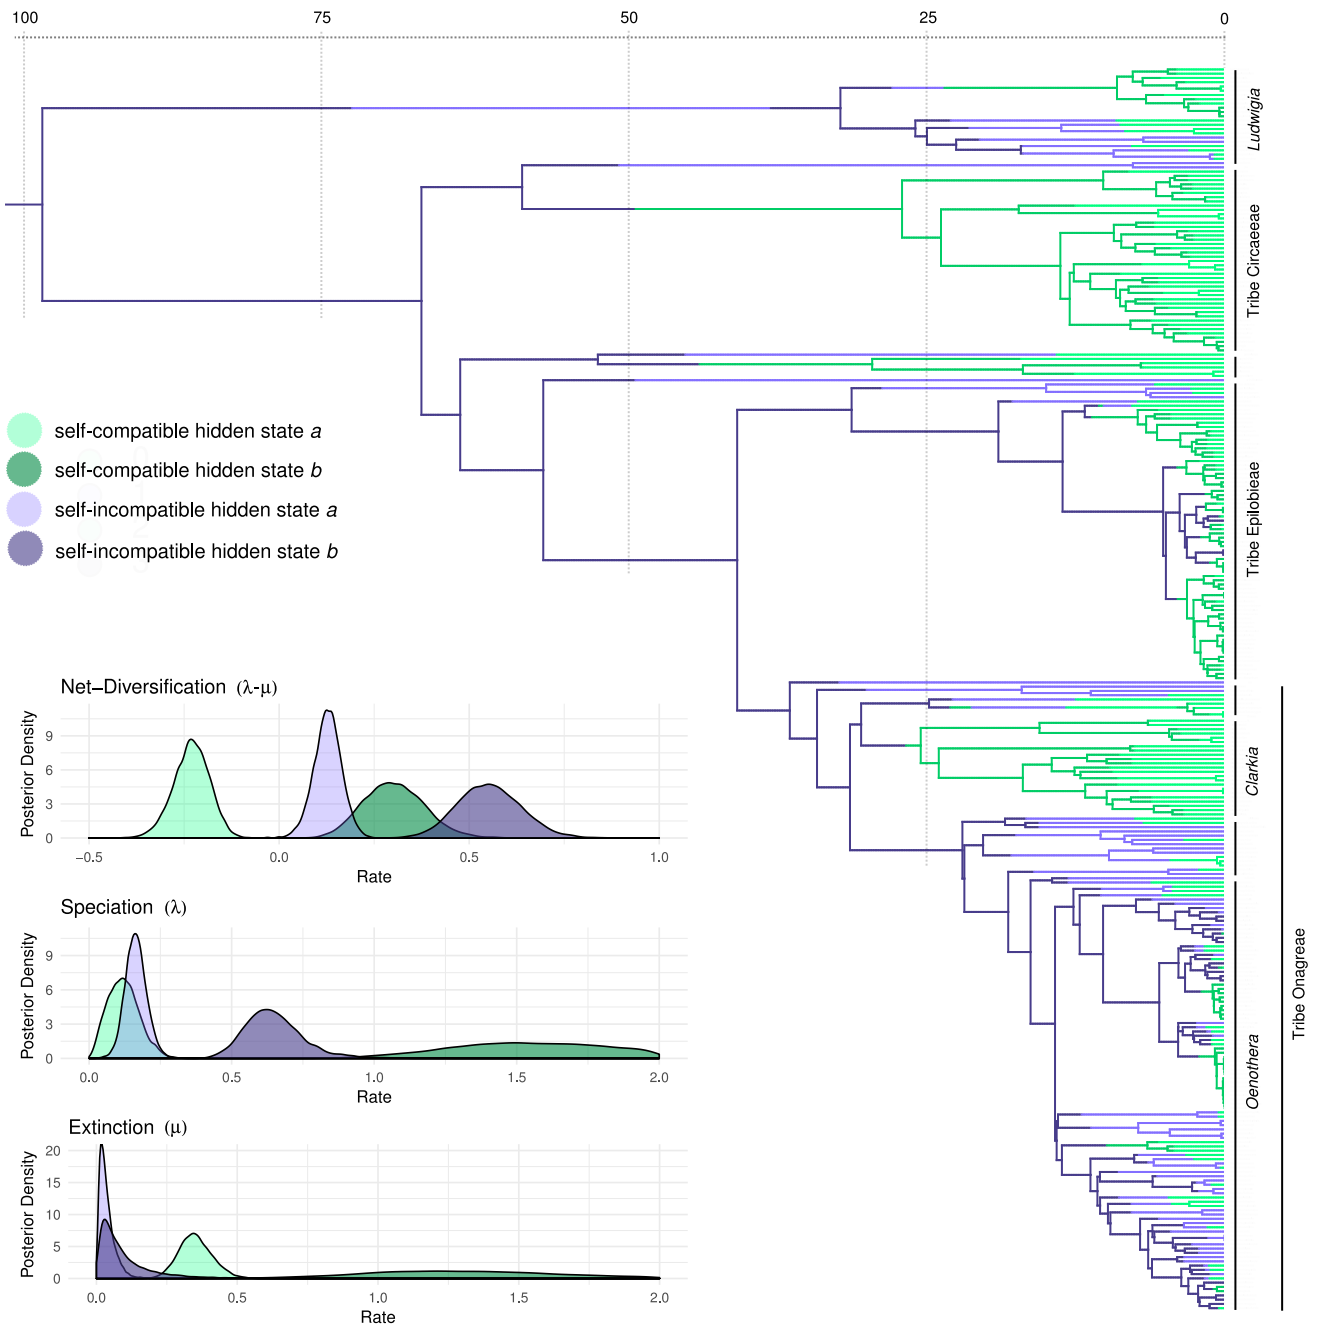 100 75 50 25 0
Ludwigia
Tribe Circaeeae
Tribe Epilobieae
Clarkia
Oenothera
Tribe Onagreae
self-compatible hidden state a
self-compatible hidden state b
self-incompatible hidden state a
self-incompatible hidden state b
Net−Diversification (λ-μ)
Posterior Density
9
6
3
0
−0.5 0.0 0.5 1.0
Rate
Speciation (λ)
Posterior Density
9
6
3
0
0.0 0.5 1.0 1.5 2.0
Rate
Extinction (μ)
Posterior Density
20
15
10
5
0
0.0 0.5 1.0 1.5 2.0
Rate